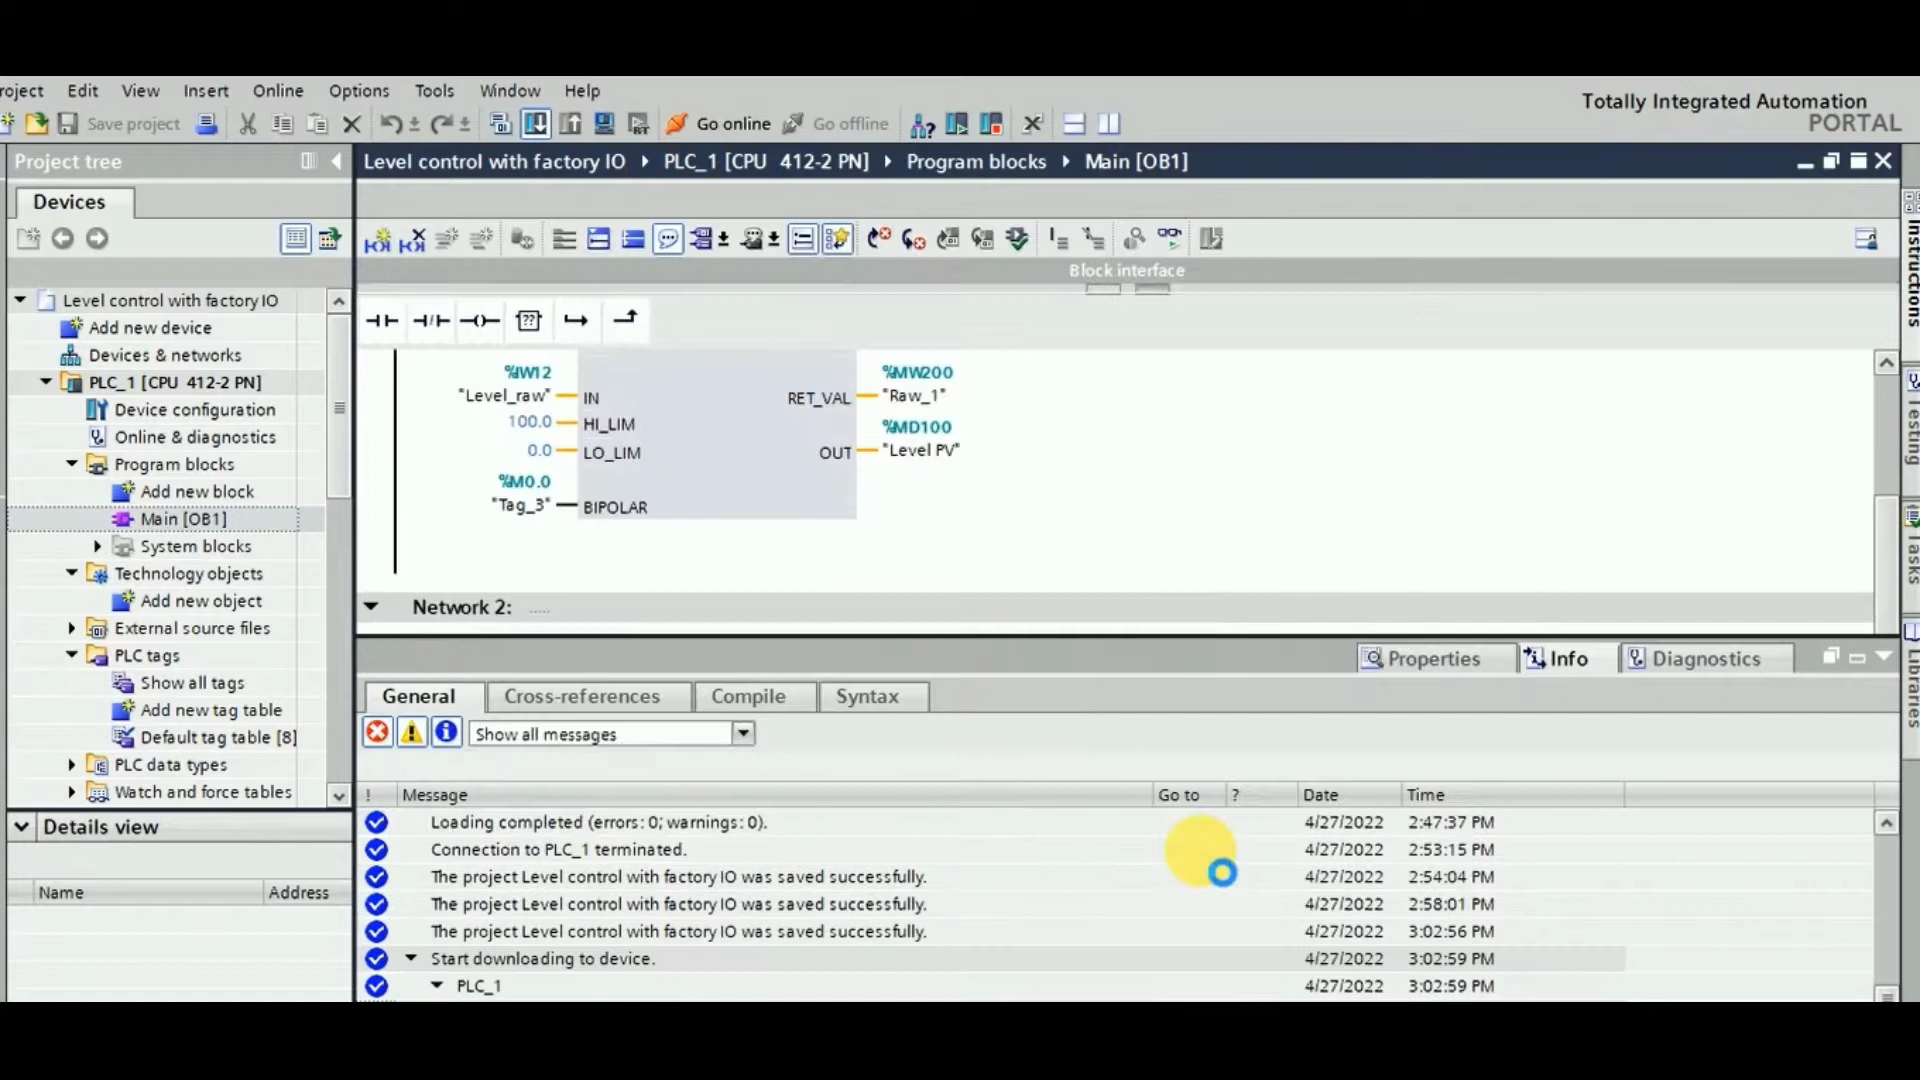 roject Edit View Insert Online Options Tools Window Help
Totally Integrated Automation
PORTAL
Save project Go online Go offline
Project tree
Level control with factory IO PLC_1 [CPU 412-2 PN] Program blocks Main [OB1]
Devices
Block interface
Level control with factory IO
Add new device
Devices & networks
PLC_1 [CPU 412-2 PN]
Device configuration
Online & diagnostics
Program blocks
Add new block
Main [OB1]
System blocks
Technology objects
Add new object
External source files
PLC tags
Show all tags
Add new tag table
Default tag table [8]
PLC data types
Watch and force tables
Details view
Name Address
??
%IW12
"Level_raw" IN
100.0 HI_LIM
0.0 LO_LIM
%M0.0
"Tag_3" BIPOLAR
%MW200
RET_VAL "Raw_1"
%MD100
OUT "Level PV"
Network 2: .....
Properties Info Diagnostics
General Cross-references Compile Syntax
Show all messages
! Message Go to ? Date Time
Loading completed (errors: 0; warnings: 0). 4/27/2022 2:47:37 PM
Connection to PLC_1 terminated. 4/27/2022 2:53:15 PM
The project Level control with factory IO was saved successfully. 4/27/2022 2:54:04 PM
The project Level control with factory IO was saved successfully. 4/27/2022 2:58:01 PM
The project Level control with factory IO was saved successfully. 4/27/2022 3:02:56 PM
Start downloading to device. 4/27/2022 3:02:59 PM
PLC_1 4/27/2022 3:02:59 PM
Instructions
Testing
Tasks
Libraries